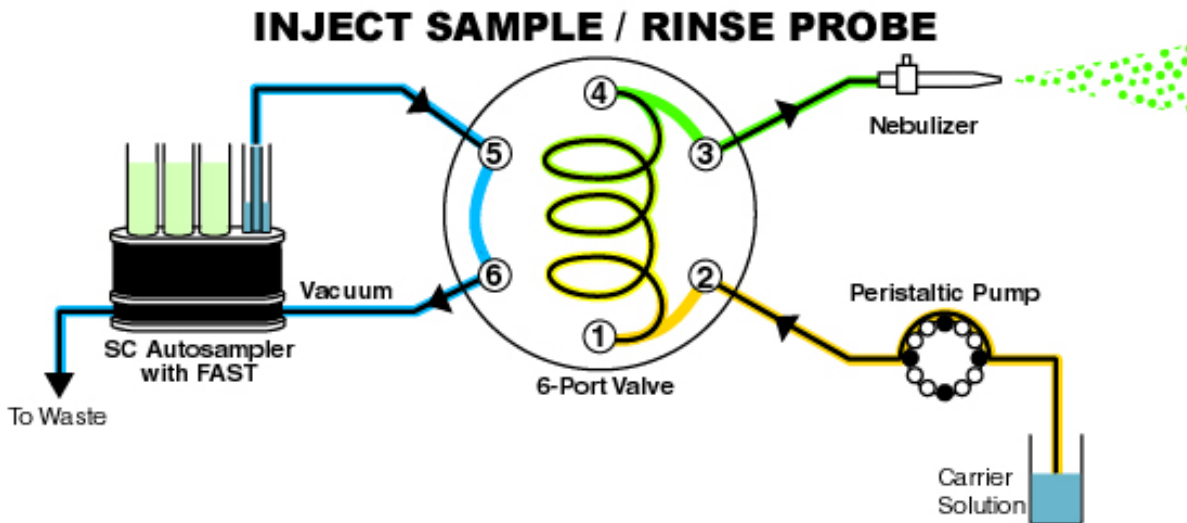 INJECT SAMPLE / RINSE PROBE
4
Nebulizer
5
3
6
2
Vacuum
Peristaltic Pump
1
SC Autosampler
with FAST
6-Port Valve
To Waste
Carrier
Solution